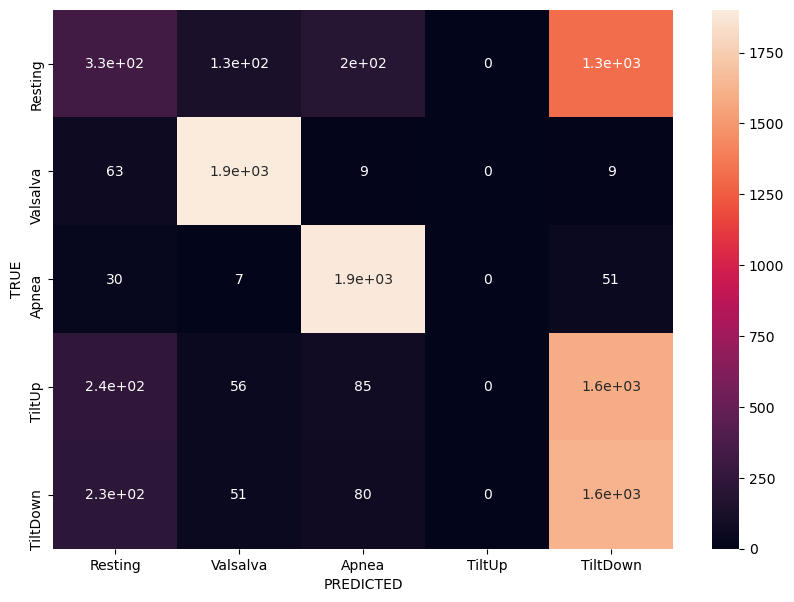 TRUE
Resting 3.3e+02 1.3e+02 2e+02 0 1.3e+03
Valsalva 63 1.9e+03 9 0 9
Apnea 30 7 1.9e+03 0 51
TiltUp 2.4e+02 56 85 0 1.6e+03
TiltDown 2.3e+02 51 80 0 1.6e+03
Resting Valsalva Apnea TiltUp TiltDown
PREDICTED
1750
1500
1250
1000
750
500
250
0